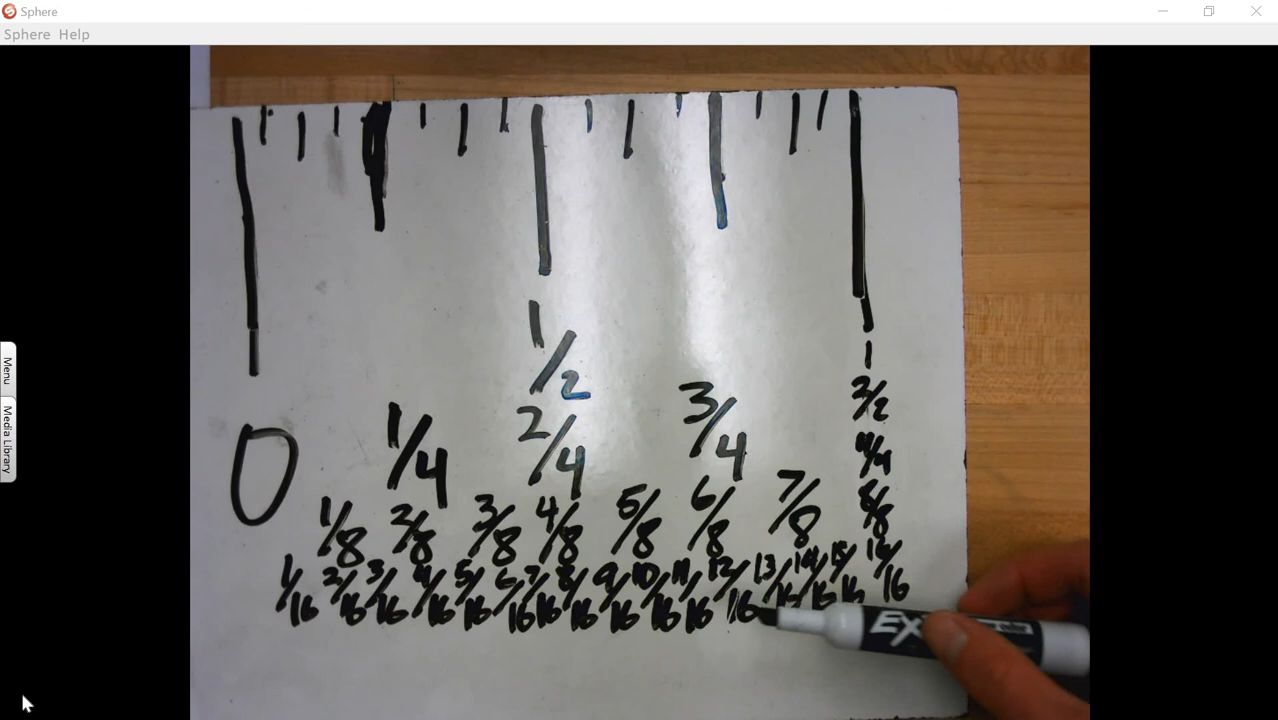 Sphere
Sphere Help
Menu
Media Library
1/2
1
2/2
0 1/4 2/4 3/4 4/4
1/8 2/8 3/8 4/8 5/8 6/8 7/8 8/8
1/16 2/16 3/16 4/16 5/16 6/16 7/16 8/16 9/16 10/16 11/16 12/16 13/16 14/16 15/16 16/16
EX